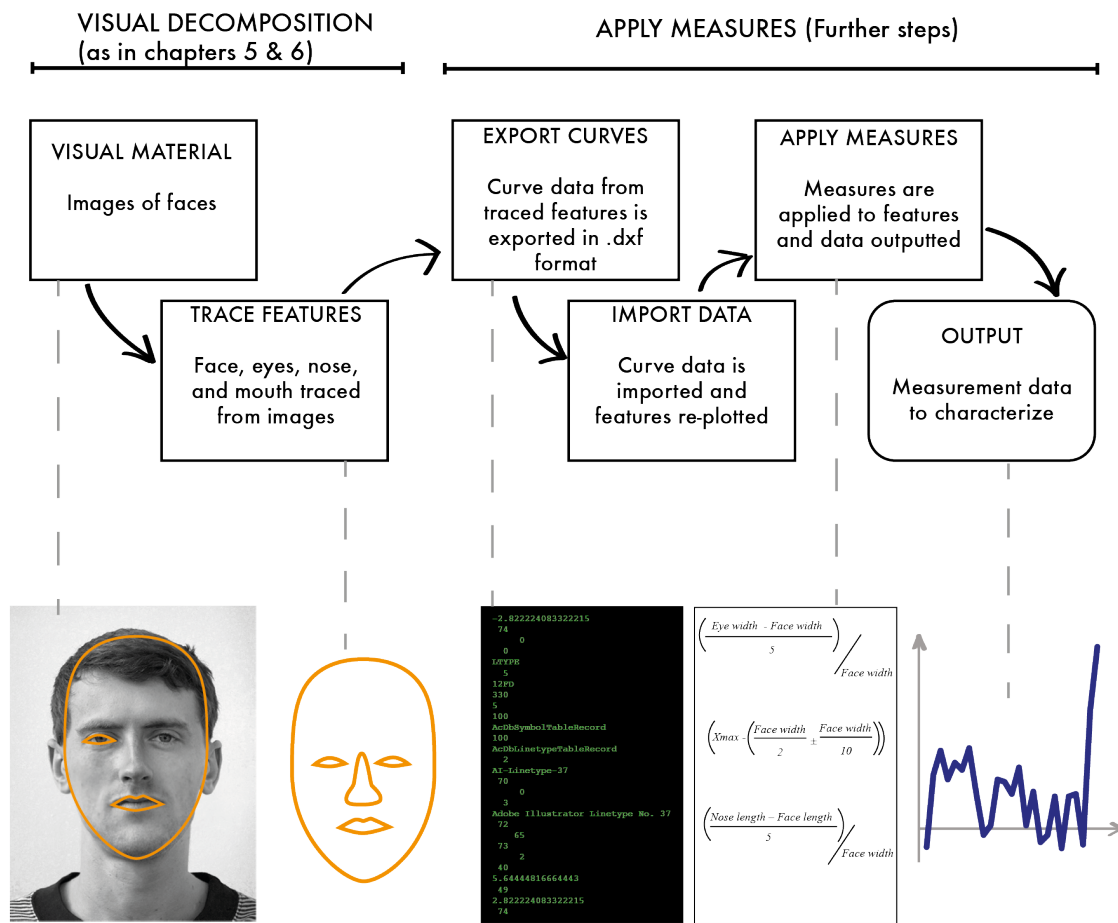 VISUAL DECOMPOSITION
(as in chapters 5 & 6)
APPLY MEASURES (Further steps)
VISUAL MATERIAL
Images of faces
TRACE FEATURES
Face, eyes, nose,
and mouth traced
from images
EXPORT CURVES
Curve data from
traced features is
exported in .dxf
format
IMPORT DATA
Curve data is
imported and
features re-plotted
APPLY MEASURES
Measures are
applied to features
and data outputted
OUTPUT
Measurement data
to characterize
-2.822224083322215
74
0
0
LTYPE
5
12FD
330
5
100
AcDbSymbolTableRecord
100
AcDbLinetypeTableRecord
2
AI-Linetype-37
70
0
3
Adobe Illustrator Linetype No. 37
72
65
73
2
40
5.64444816664443
49
2.822224083322215
74
(Eye width - Face width
5
) / Face width
(Xmax - (Face width
2
± Face width
10
))
(Nose length – Face length
5
) / Face width